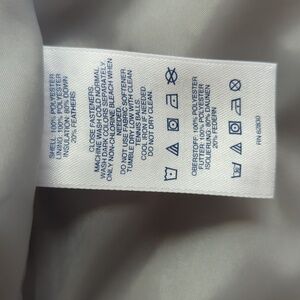 SHELL: 100% POLYESTER
LINING: 100% POLYESTER
INSULATION: 80% DOWN
20% FEATHERS
CLOSE FASTENERS.
MACHINE WASH COLD NORMAL.
WASH DARK COLORS SEPARATELY.
ONLY NON-CHLORINE BLEACH WHEN
NEEDED.
DO NOT USE FABRIC SOFTENER.
TUMBLE DRY LOW WITH CLEAN
TENNIS BALLS.
COOL IRON IF NEEDED
DO NOT DRY CLEAN
OBERSTOFF: 100% POLYESTER
FUTTER: 100% POLYESTER
ISOLIERUNG: 80% DAUNEN
20% FEDERN
RN 62830